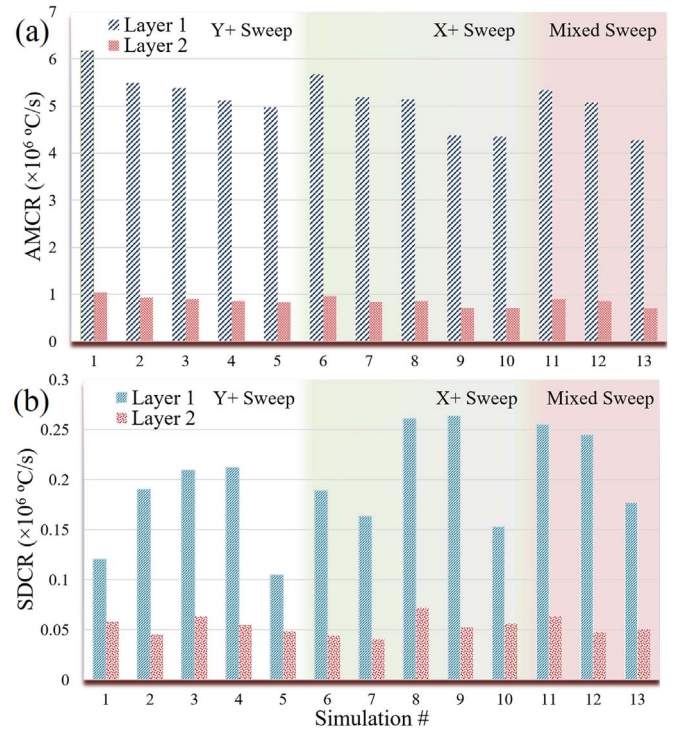 (a)
7
6
5
4
3
2
1
0
AMCR (×10⁶ ºC/s)
Layer 1
Layer 2
Y+ Sweep
X+ Sweep
Mixed Sweep
1 2 3 4 5 6 7 8 9 10 11 12 13
(b)
0.3
0.25
0.2
0.15
0.1
0.05
0
SDCR (×10⁶ ºC/s)
Layer 1
Layer 2
Y+ Sweep
X+ Sweep
Mixed Sweep
1 2 3 4 5 6 7 8 9 10 11 12 13
Simulation #